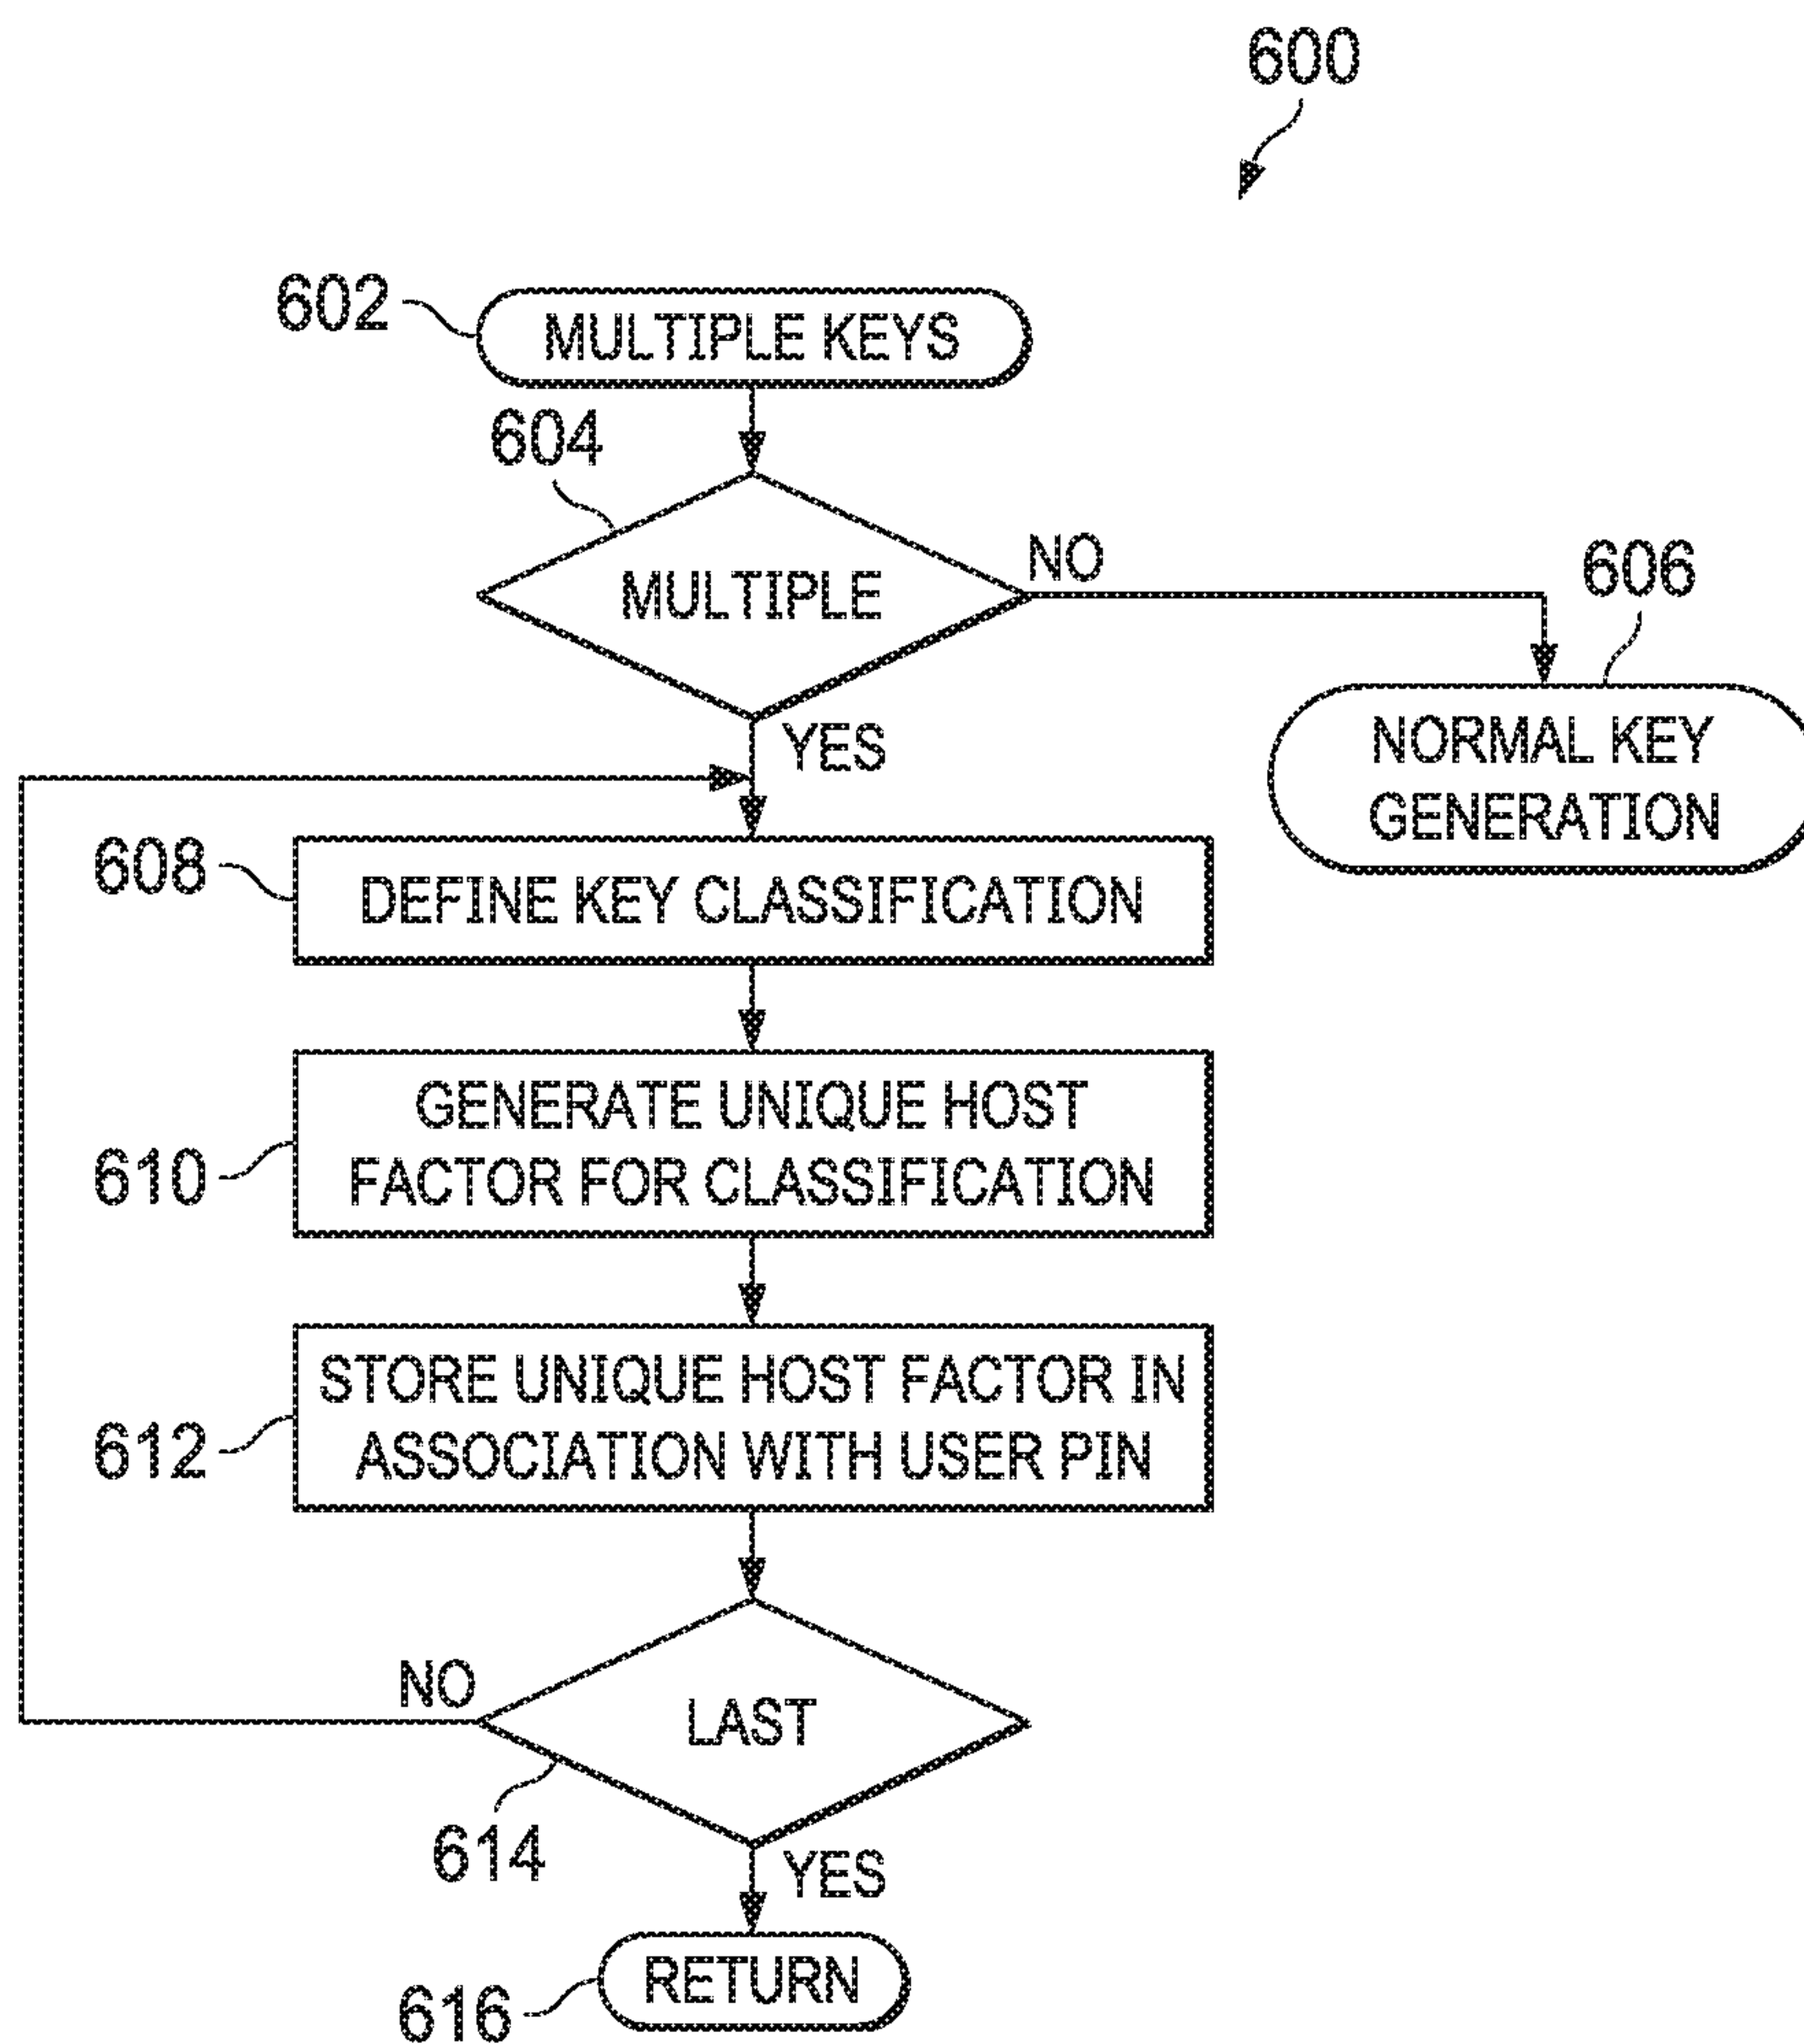 600
602
MULTIPLE KEYS
604
MULTIPLE
NO
606
NORMAL KEY
GENERATION
YES
608
DEFINE KEY CLASSIFICATION
610
GENERATE UNIQUE HOST
FACTOR FOR CLASSIFICATION
612
STORE UNIQUE HOST FACTOR IN
ASSOCIATION WITH USER PIN
NO
LAST
614
YES
616
RETURN